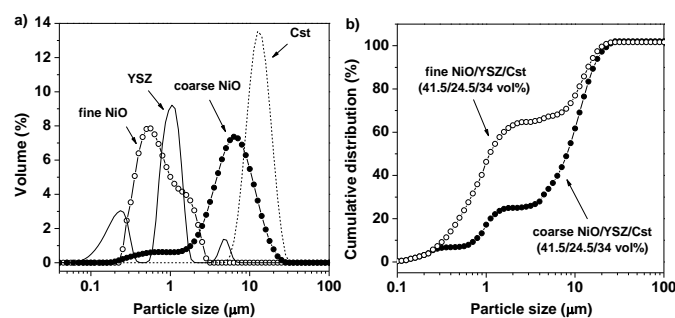 a)
14
12
10
8
6
4
2
0
Volume (%)
0.1 1 10 100
Particle size (μm)
fine NiO
YSZ
coarse NiO
Cst
b)
100
80
60
40
20
0
Cumulative distribution (%)
0.1 1 10 100
Particle size (μm)
fine NiO/YSZ/Cst
(41.5/24.5/34 vol%)
coarse NiO/YSZ/Cst
(41.5/24.5/34 vol%)